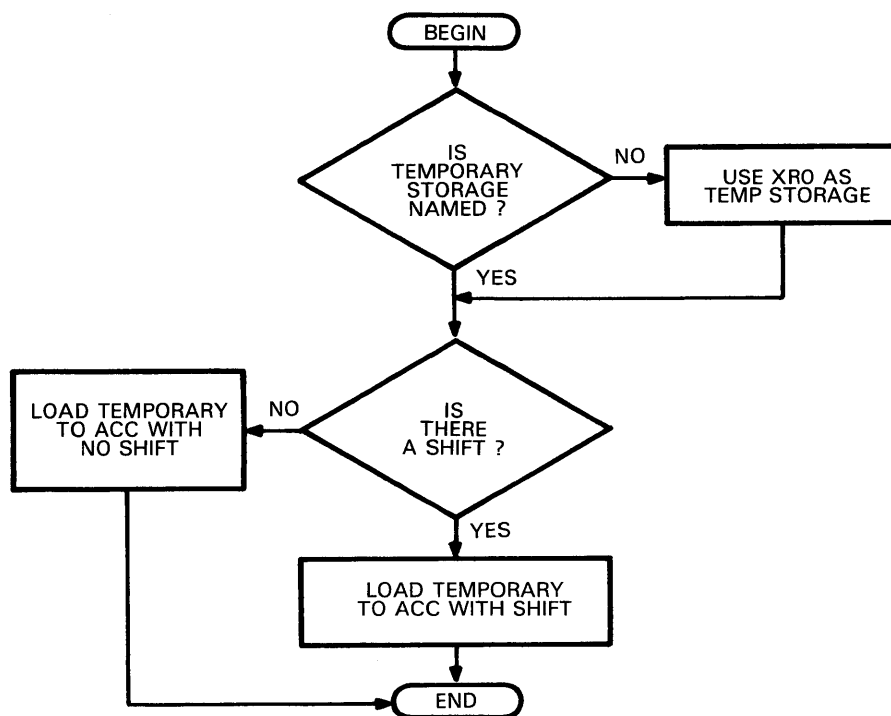 BEGIN
IS
TEMPORARY
STORAGE
NAMED ?
NO
USE XR0 AS
TEMP STORAGE
YES
LOAD TEMPORARY
TO ACC WITH
NO SHIFT
NO
IS
THERE
A SHIFT ?
YES
LOAD TEMPORARY
TO ACC WITH SHIFT
END